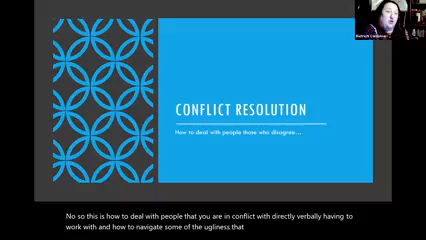 CONFLICT RESOLUTION
How to deal with people those who disagree...
No so this is how to deal with people that you are in conflict with directly verbally having to
work with and how to navigate some of the ugliness that